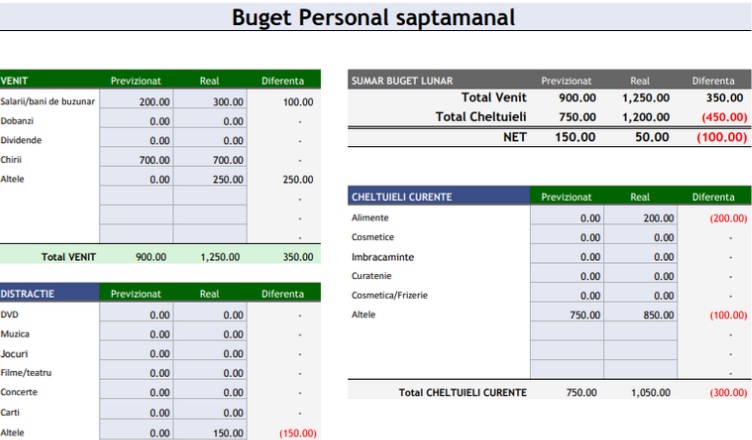 Buget Personal saptamanal
VENIT Previzionat Real Diferenta
Salarii/bani de buzunar 200.00 300.00 100.00
Dobanzi 0.00 0.00 -
Dividende 0.00 0.00 -
Chirii 700.00 700.00 -
Altele 0.00 250.00 250.00
-
-
-
Total VENIT 900.00 1,250.00 350.00
DISTRACTIE Previzionat Real Diferenta
DVD 0.00 0.00 -
Muzica 0.00 0.00 -
Jocuri 0.00 0.00 -
Filme/teatru 0.00 0.00 -
Concerte 0.00 0.00 -
Carti 0.00 0.00 -
Altele 0.00 150.00 (150.00)
SUMAR BUGET LUNAR Previzionat Real Diferenta
Total Venit 900.00 1,250.00 350.00
Total Cheltuieli 750.00 1,200.00 (450.00)
NET 150.00 50.00 (100.00)
CHELTUIELI CURENTE Previzionat Real Diferenta
Alimente 0.00 200.00 (200.00)
Cosmetice 0.00 0.00 -
Imbracaminte 0.00 0.00 -
Curatenie 0.00 0.00 -
Cosmetica/Frizerie 0.00 0.00 -
Altele 750.00 850.00 (100.00)
-
-
-
Total CHELTUIELI CURENTE 750.00 1,050.00 (300.00)